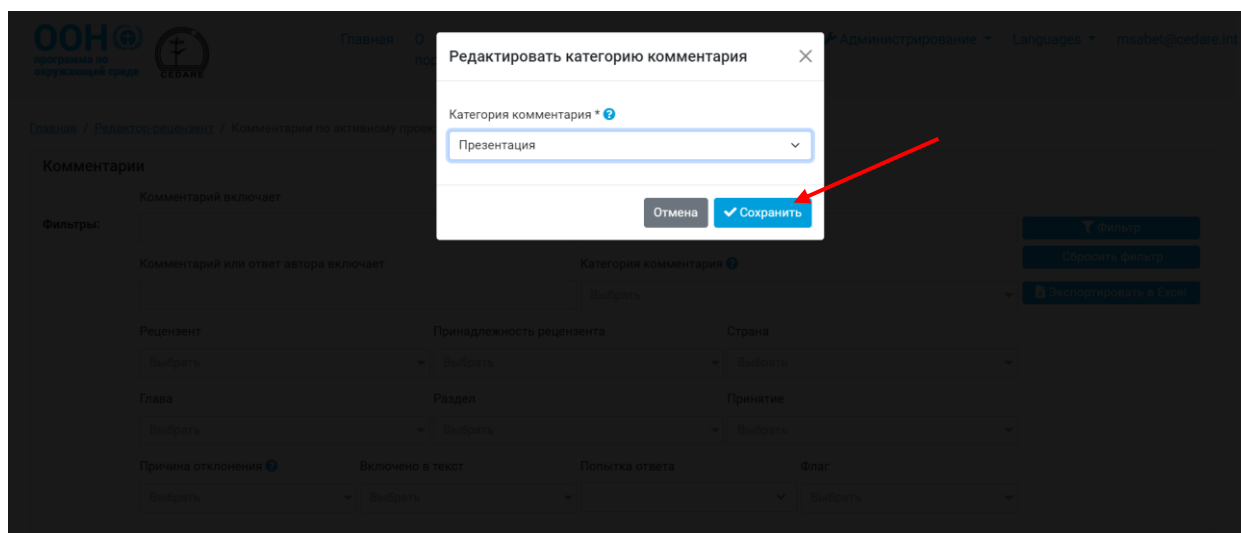 ООН
программа по
окружающей среде
CEDARE
Главная
О
Администрирование
Languages
msabet@cedare.int
Редактировать категорию комментария
Категория комментария *
Презентация
Отмена
Сохранить
Главная / Редактор-рецензент / Комментарии по активному
Комментарии
Комментарий включает
Фильтры:
Фильтр
Комментарий или ответ автора включает
Категория комментария
Сбросить фильтр
Выбрать
Экспортировать в Excel
Рецензент
Принадлежность рецензента
Страна
Выбрать
Выбрать
Выбрать
Глава
Раздел
Принятие
Выбрать
Выбрать
Выбрать
Причина отклонения
Включено в текст
Попытка ответа
Флаг
Выбрать
Выбрать
Выбрать